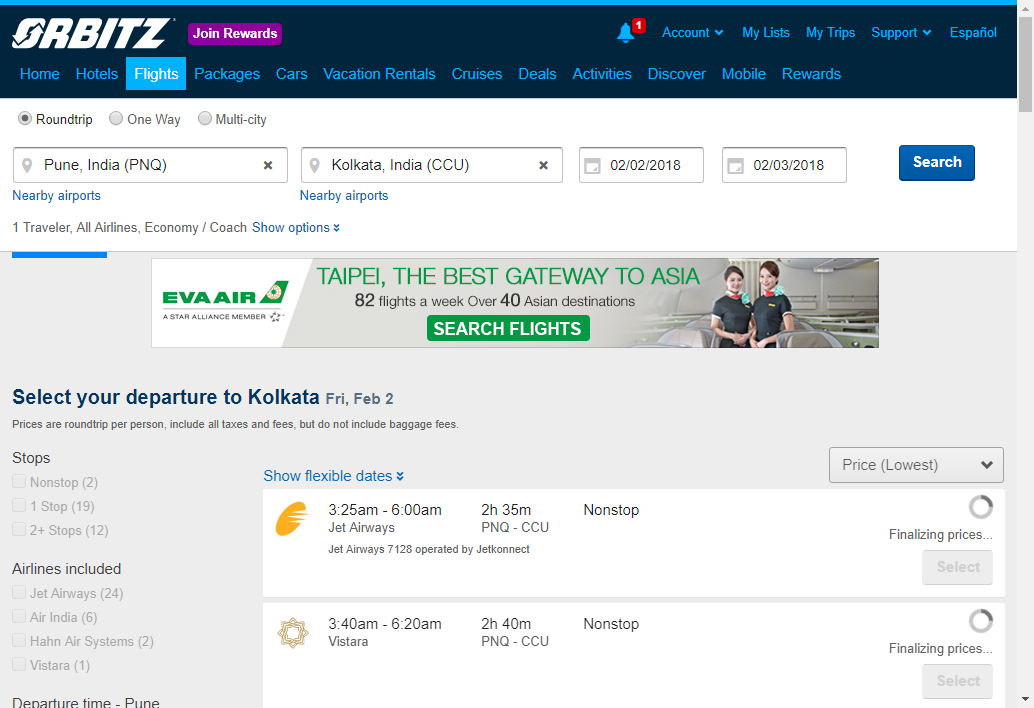 ORBITZ Join Rewards 1 Account My Lists My Trips Support Español
Home Hotels Flights Packages Cars Vacation Rentals Cruises Deals Activities Discover Mobile Rewards
Roundtrip One Way Multi-city
Pune, India (PNQ) × Kolkata, India (CCU) × 02/02/2018 02/03/2018 Search
Nearby airports Nearby airports
1 Traveler, All Airlines, Economy / Coach Show options
EVA AIR
A STAR ALLIANCE MEMBER
TAIPEI, THE BEST GATEWAY TO ASIA
82 flights a week Over 40 Asian destinations
SEARCH FLIGHTS
Select your departure to Kolkata Fri, Feb 2
Prices are roundtrip per person, include all taxes and fees, but do not include baggage fees.
Stops
Nonstop (2)
1 Stop (19)
2+ Stops (12)
Airlines included
Jet Airways (24)
Air India (6)
Hahn Air Systems (2)
Vistara (1)
Departure time - Pune
Show flexible dates
Price (Lowest)
3:25am - 6:00am 2h 35m Nonstop
Jet Airways PNQ - CCU
Finalizing prices...
Jet Airways 7128 operated by Jetkonnect
Select
3:40am - 6:20am 2h 40m Nonstop
Vistara PNQ - CCU
Finalizing prices...
Select